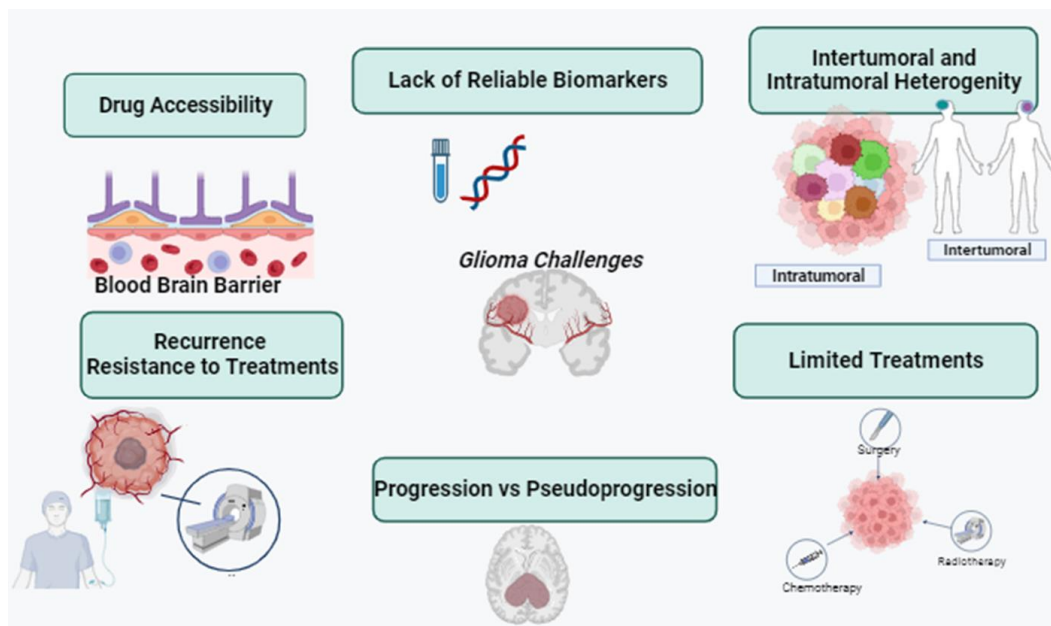 Drug Accessibility
Lack of Reliable Biomarkers
Intertumoral and
Intratumoral Heterogenity
Blood Brain Barrier
Glioma Challenges
Intertumoral
Intratumoral
Recurrence
Resistance to Treatments
Limited Treatments
Surgery
Progression vs Pseudoprogression
Radiotherapy
Chemotherapy